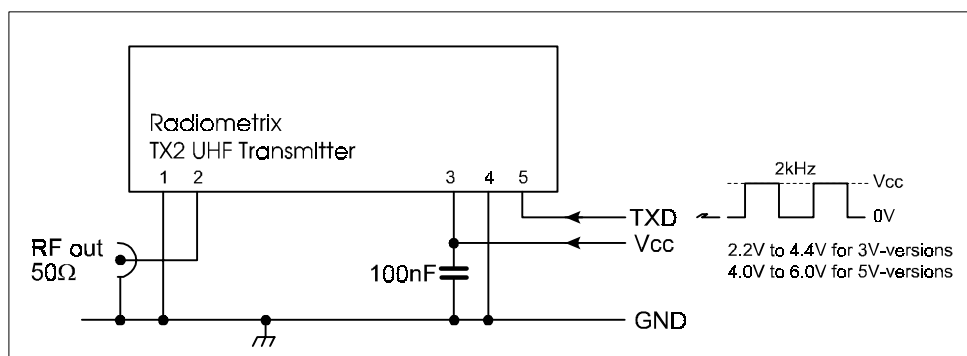 Radiometrix
TX2 UHF Transmitter
1 2 3 4 5
2kHz
Vcc
TXD
0V
Vcc
RF out
50Ω
2.2V to 4.4V for 3V-versions
4.0V to 6.0V for 5V-versions
100nF
GND